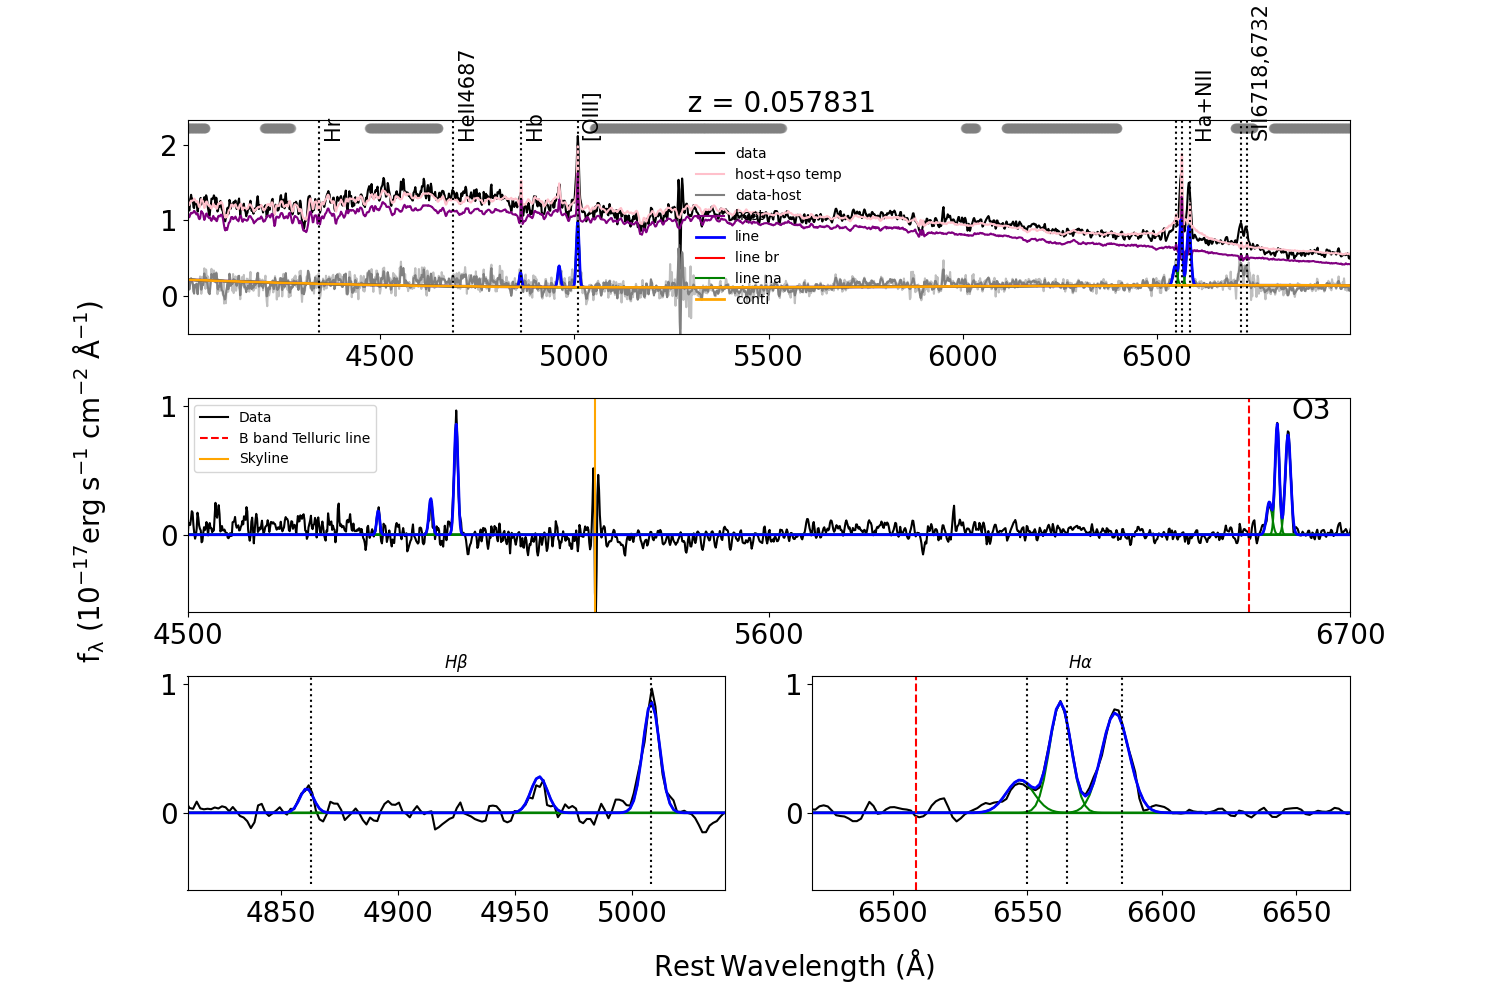 z = 0.057831
Hr
HeII4687
Hb
[OIII]
Ha+NII
SII6718,6732
data
host+qso temp
data-host
line
line br
line na
conti
2
1
0
4500 5000 5500 6000 6500
f_λ (10^−17 erg s^−1 cm^−2 Å^−1)
Data
B band Telluric line
Skyline
O3
1
0
4500 5600 6700
Hβ
1
0
4850 4900 4950 5000
Hα
1
0
6500 6550 6600 6650
Rest Wavelength (Å)